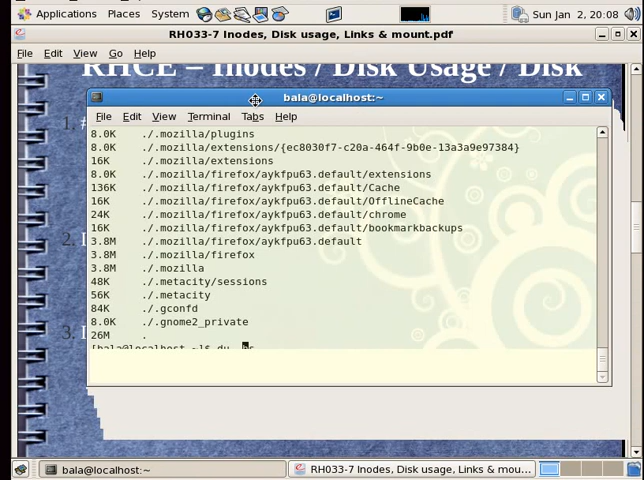 Applications Places System Sun Jan 2, 20:08
RH033-7 Inodes, Disk usage, Links & mount.pdf
File Edit View Go Help
RHCE – Inodes / Disk Usage / Disk
bala@localhost:~
File Edit View Terminal Tabs Help
1. #
8.0K ./.mozilla/plugins
8.0K ./.mozilla/extensions/{ec8030f7-c20a-464f-9b0e-13a3a9e97384}
16K ./.mozilla/extensions
8.0K ./.mozilla/firefox/aykfpu63.default/extensions
136K ./.mozilla/firefox/aykfpu63.default/Cache
16K ./.mozilla/firefox/aykfpu63.default/OfflineCache
24K ./.mozilla/firefox/aykfpu63.default/chrome
16K ./.mozilla/firefox/aykfpu63.default/bookmarkbackups
2.
3.8M ./.mozilla/firefox/aykfpu63.default
3.8M ./.mozilla/firefox
3.8M ./.mozilla
48K ./.metacity/sessions
56K ./.metacity
84K ./.gconfd
8.0K ./.gnome2_private
3.
26M .
[bala@localhost ~]$ du
bala@localhost:~ RH033-7 Inodes, Disk usage, Links & mou...